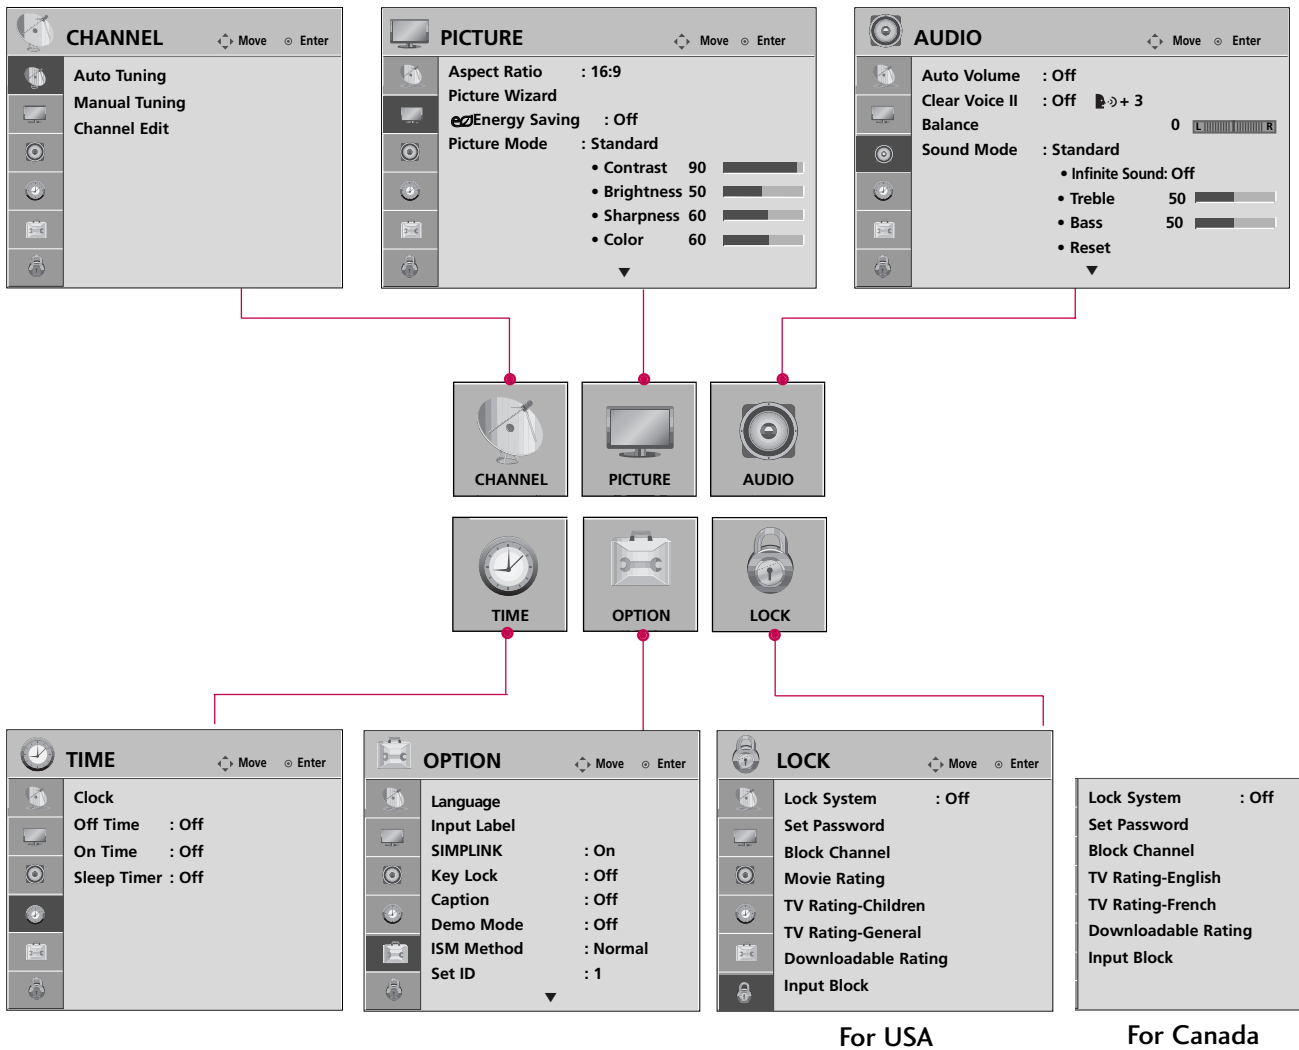 CHANNEL Move Enter
Auto Tuning
Manual Tuning
Channel Edit
PICTURE Move Enter
Aspect Ratio : 16:9
Picture Wizard
eco Energy Saving : Off
Picture Mode : Standard
• Contrast 90
• Brightness 50
• Sharpness 60
• Color 60
▼
AUDIO Move Enter
Auto Volume : Off
Clear Voice II : Off + 3
Balance 0 L R
Sound Mode : Standard
• Infinite Sound: Off
• Treble 50
• Bass 50
• Reset
▼
CHANNEL
PICTURE
AUDIO
TIME
OPTION
LOCK
TIME Move Enter
Clock
Off Time : Off
On Time : Off
Sleep Timer : Off
OPTION Move Enter
Language
Input Label
SIMPLINK : On
Key Lock : Off
Caption : Off
Demo Mode : Off
ISM Method : Normal
Set ID : 1
▼
LOCK Move Enter
Lock System : Off
Set Password
Block Channel
Movie Rating
TV Rating-Children
TV Rating-General
Downloadable Rating
Input Block
For USA
Lock System : Off
Set Password
Block Channel
TV Rating-English
TV Rating-French
Downloadable Rating
Input Block
For Canada